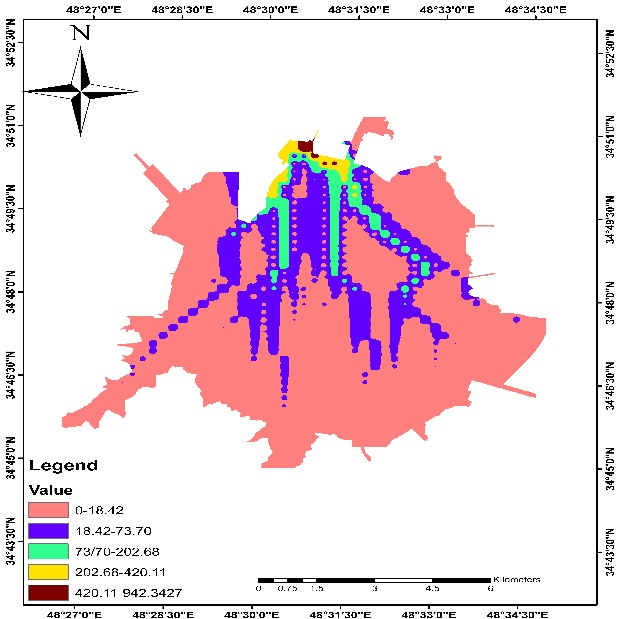 48°27'0"E 48°28'30"E 48°30'0"E 48°31'30"E 48°33'0"E 48°34'30"E
N
34°52'30"N 34°52'30"N
34°51'0"N 34°51'0"N
34°49'30"N 34°49'30"N
34°48'0"N 34°48'0"N
34°46'30"N 34°46'30"N
34°45'0"N 34°45'0"N
34°43'30"N 34°43'30"N
Legend
Value
0-18.42
18.42-73.70
73/70-202.68
202.68-420.11
420.11 942.3427
Kilometers
0 0.75 1.5 3 4.5 6
48°27'0"E 48°28'30"E 48°30'0"E 48°31'30"E 48°33'0"E 48°34'30"E